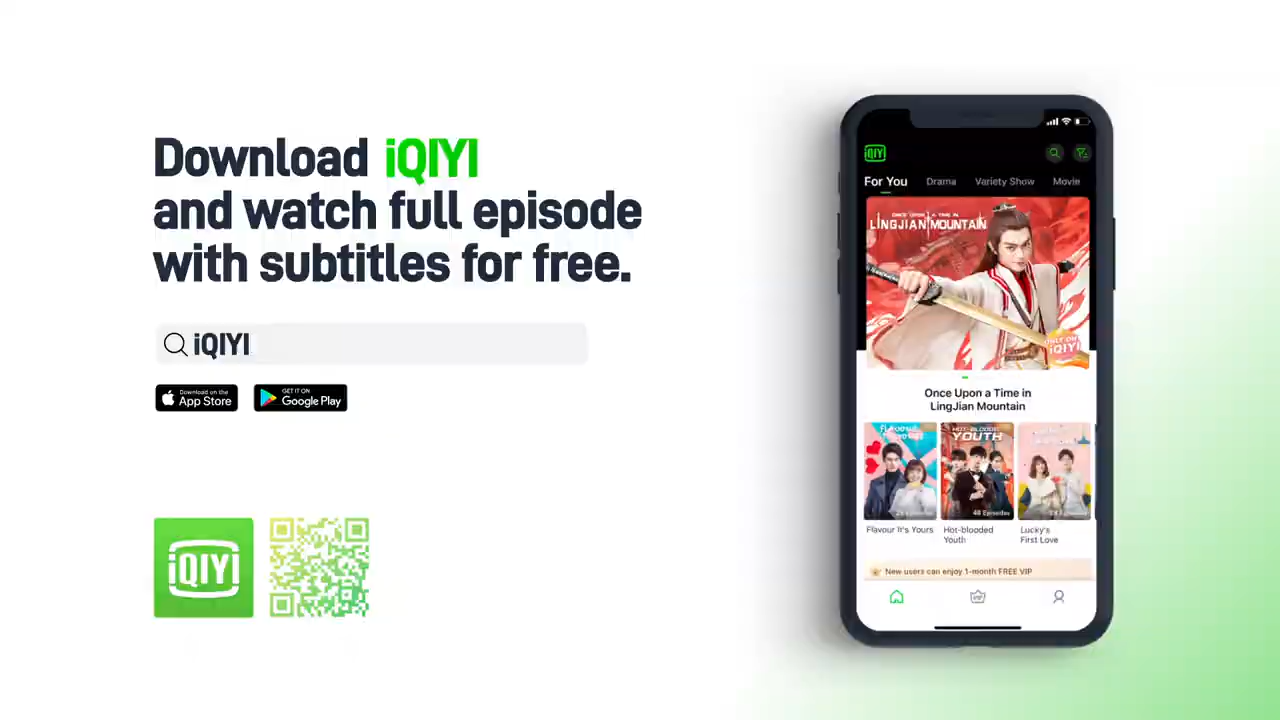 Download iQIYI
and watch full episode
with subtitles for free.
iQIYI
Download on the
App Store
GET IT ON
Google Play
iQIYI
iQIYI
For You Drama Variety Show Movie
ONCE UPON A TIME IN
LINGJIAN MOUNTAIN
ONLY ON
iQIYI
Once Upon a Time in
LingJian Mountain
HOT-BLOODED
YOUTH
48 Episodes
Flavour It's Yours
Hot-blooded
Youth
Lucky's
First Love
New users can enjoy 1-month FREE VIP
VIP